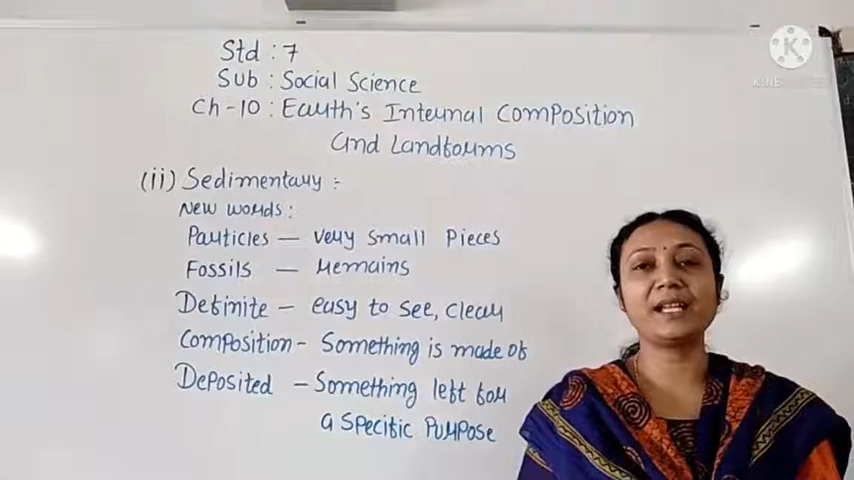 Std : 7
Sub : Social Science
Ch-10 : Earth's Internal Composition
and Landforms
(ii) Sedimentary :
New words :
Particles — very small pieces
Fossils — remains
Definite — easy to see, clear
Composition - Something is made of
Deposited — Something left for
a specific purpose
KINEMASTER